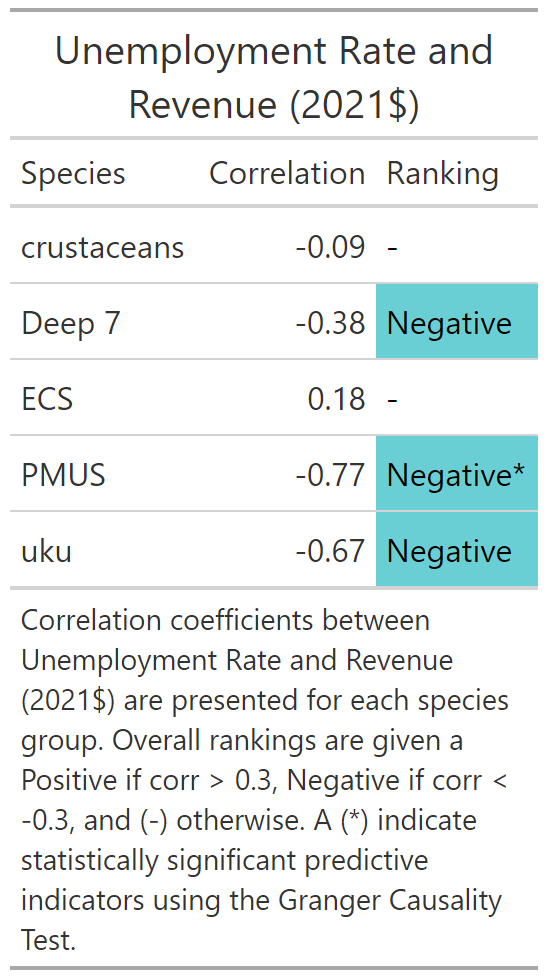 Unemployment Rate and
Revenue (2021$)
Species Correlation Ranking
crustaceans -0.09 -
Deep 7 -0.38 Negative
ECS 0.18 -
PMUS -0.77 Negative*
uku -0.67 Negative
Correlation coefficients between
Unemployment Rate and Revenue
(2021$) are presented for each species
group. Overall rankings are given a
Positive if corr > 0.3, Negative if corr <
-0.3, and (-) otherwise. A (*) indicate
statistically significant predictive
indicators using the Granger Causality
Test.